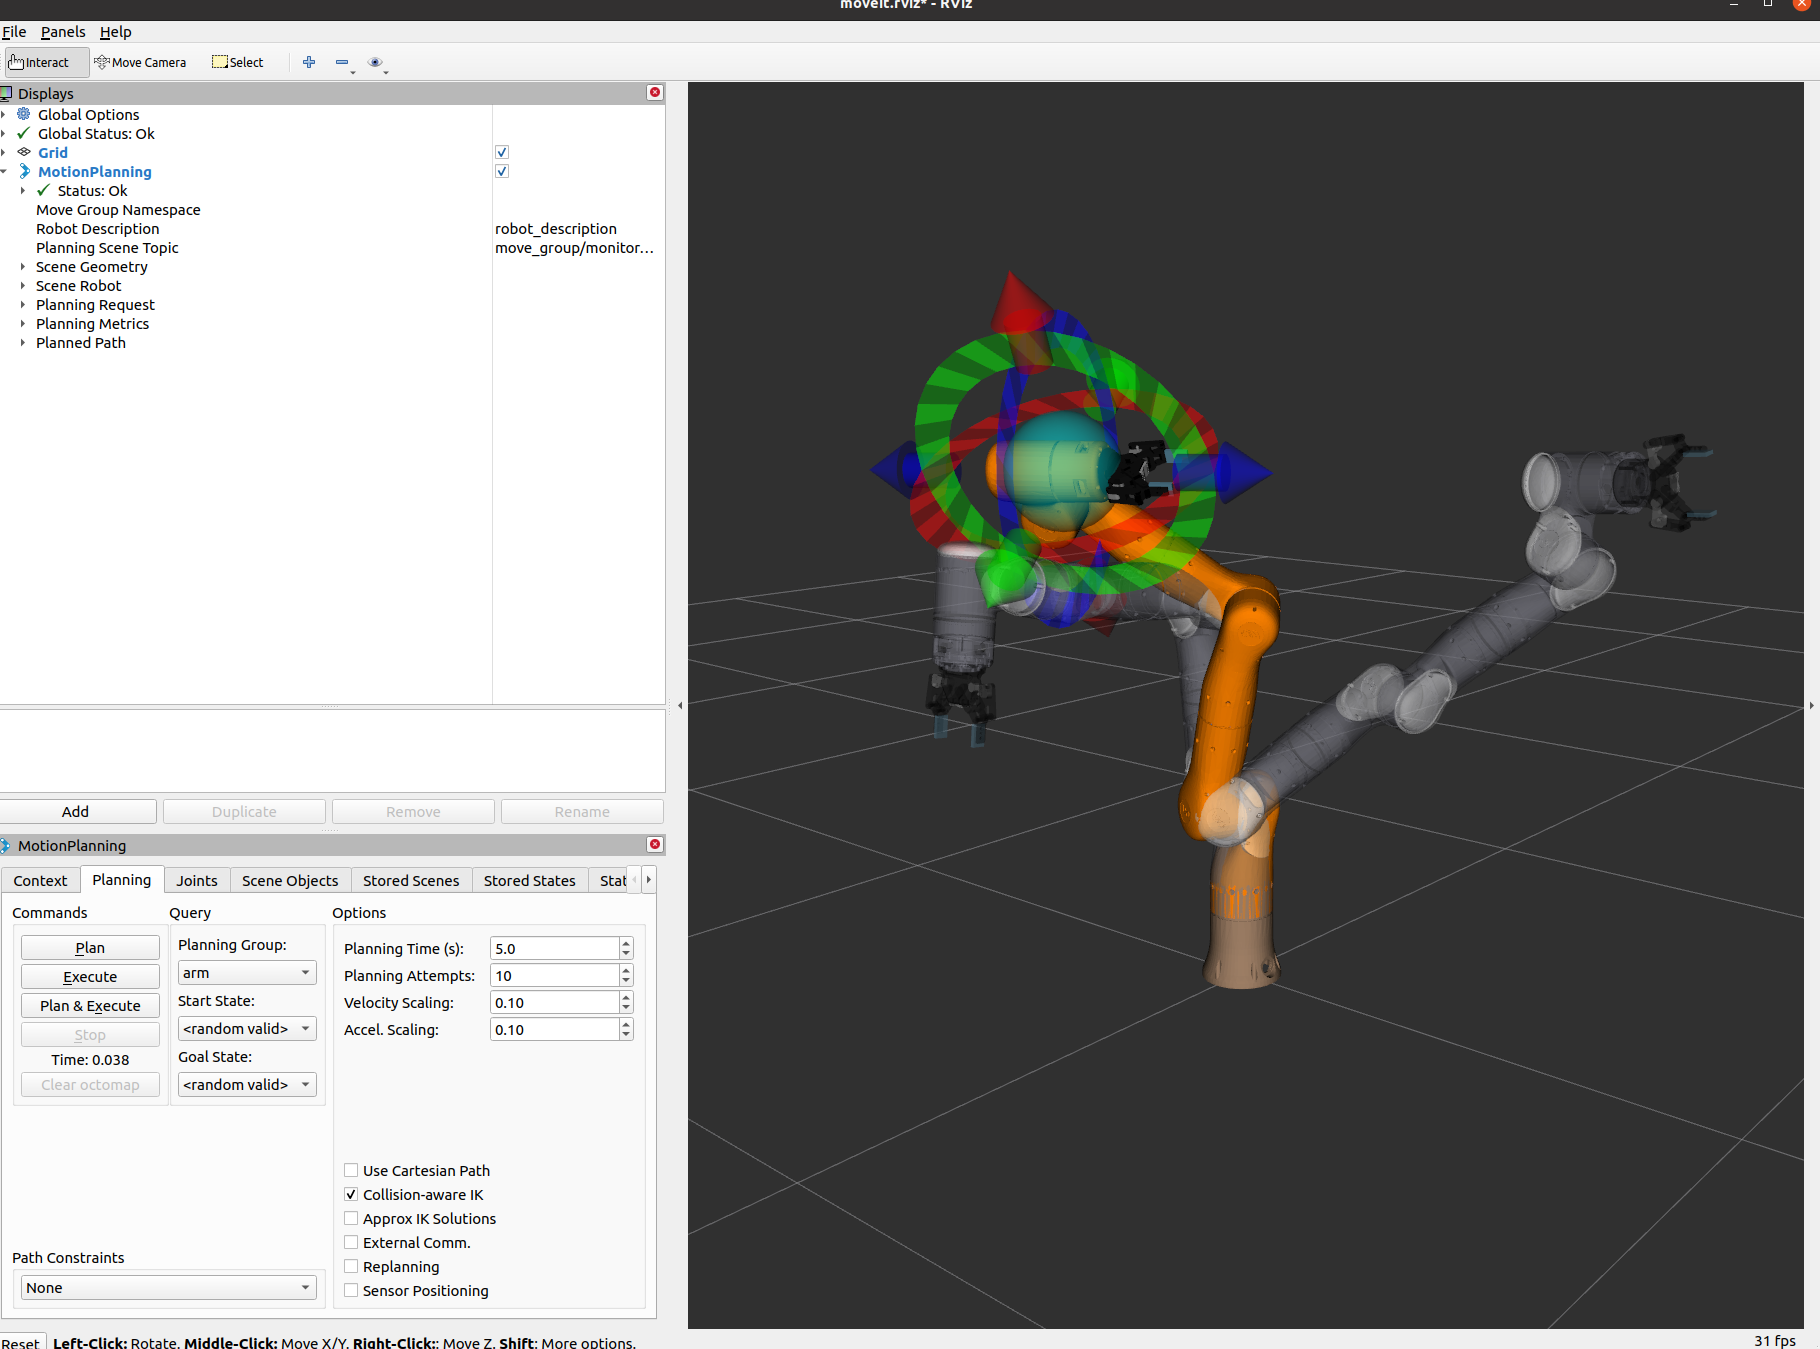 moveit.rviz* - RViz
File Panels Help
Interact Move Camera Select
Displays
Global Options
Global Status: Ok
Grid
MotionPlanning
Status: Ok
Move Group Namespace
Robot Description robot_description
Planning Scene Topic move_group/monitor...
Scene Geometry
Scene Robot
Planning Request
Planning Metrics
Planned Path
Add Duplicate Remove Rename
MotionPlanning
Context Planning Joints Scene Objects Stored Scenes Stored States Stat
Commands Query Options
Plan
Execute
Plan & Execute
Stop
Time: 0.038
Clear octomap
Planning Group:
arm
Start State:
<random valid>
Goal State:
<random valid>
Planning Time (s): 5.0
Planning Attempts: 10
Velocity Scaling: 0.10
Accel. Scaling: 0.10
Use Cartesian Path
Collision-aware IK
Approx IK Solutions
External Comm.
Replanning
Sensor Positioning
Path Constraints
None
Reset Left-Click: Rotate. Middle-Click: Move X/Y. Right-Click:: Move Z. Shift: More options.
31 fps